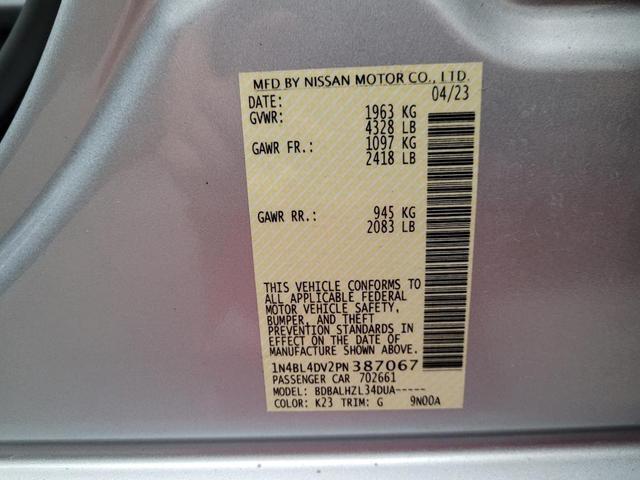 MFD BY NISSAN MOTOR CO., LTD.
DATE: 04/23
GVWR: 1963 KG
4328 LB
GAWR FR.: 1097 KG
2418 LB
GAWR RR.: 945 KG
2083 LB
THIS VEHICLE CONFORMS TO
ALL APPLICABLE FEDERAL
MOTOR VEHICLE SAFETY,
BUMPER, AND THEFT
PREVENTION STANDARDS IN
EFFECT ON THE DATE OF
MANUFACTURE SHOWN ABOVE.
1N4BL4DV2PN387067
PASSENGER CAR 702661
MODEL: BDBALHZL34DUA-----
COLOR: K23 TRIM: G 9N00A